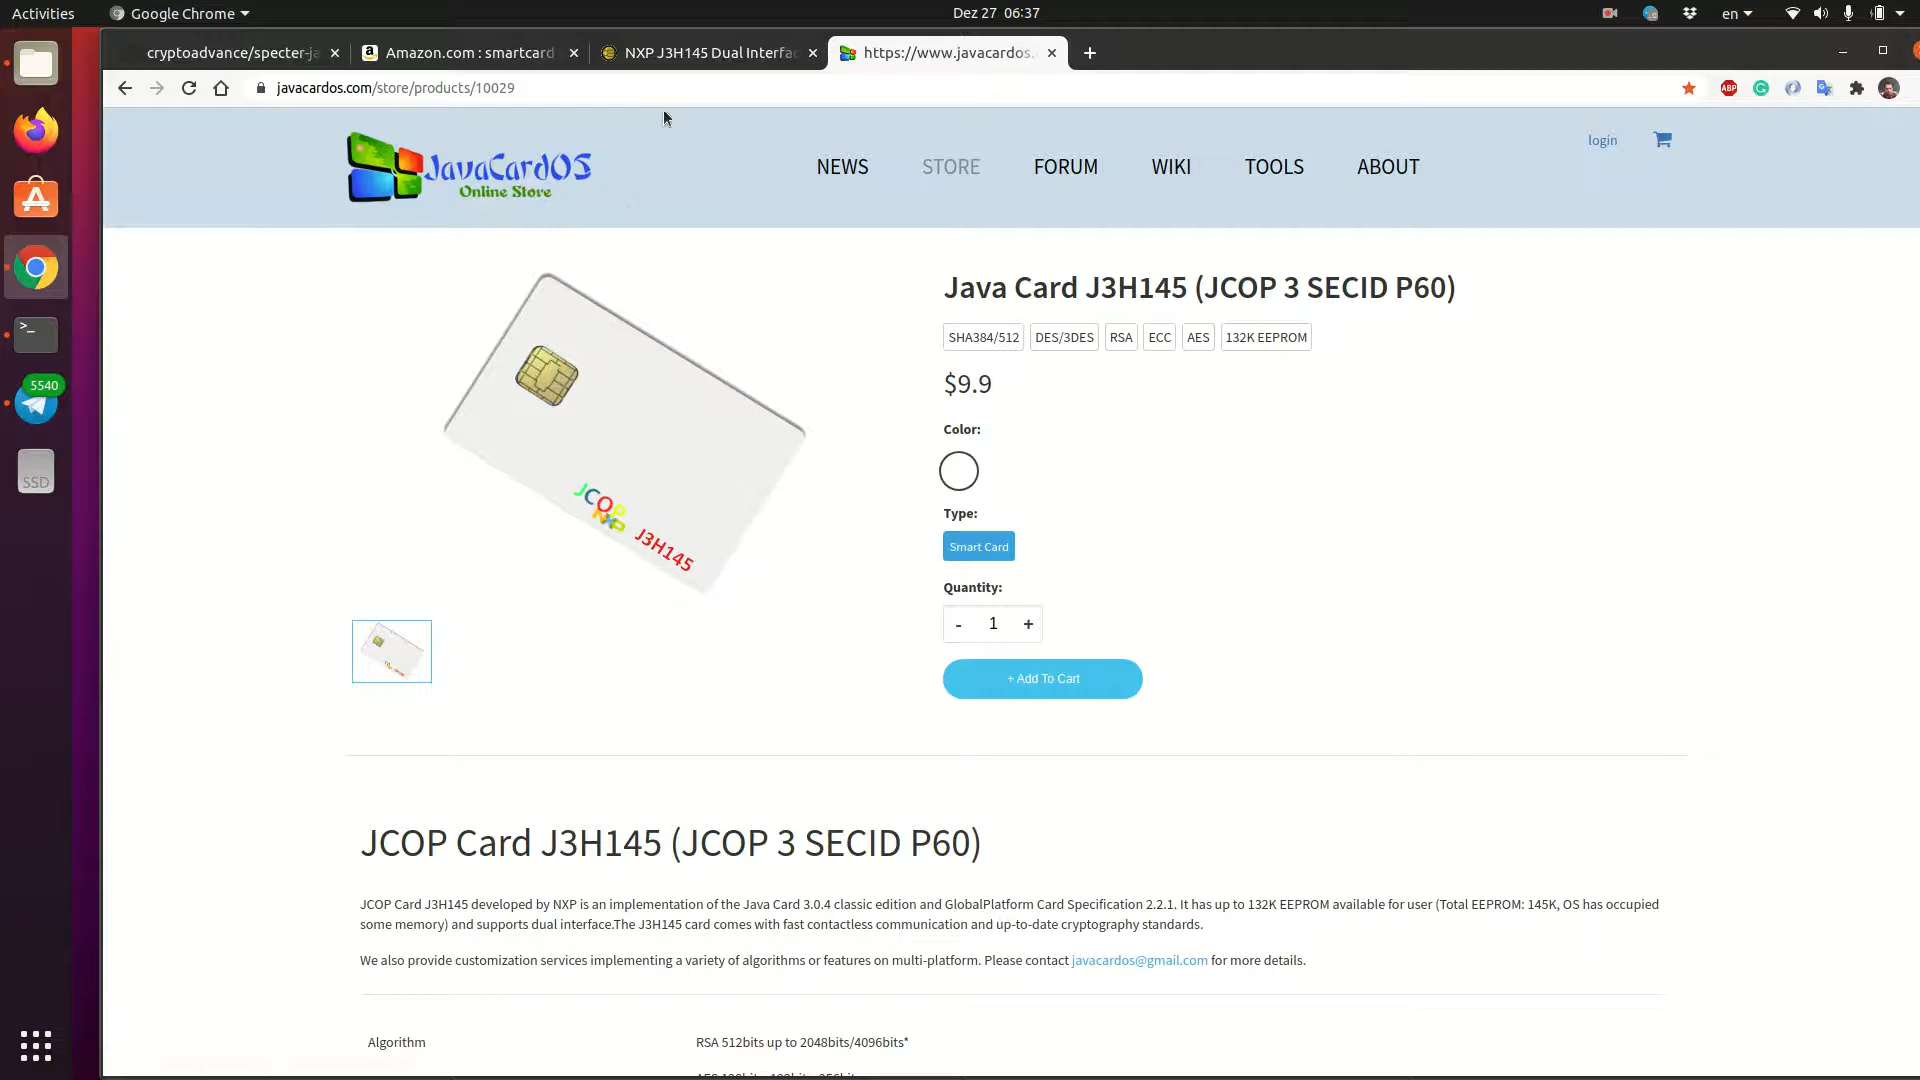 Activities
Google Chrome
Dez 27 06:37
en
cryptoadvance/specter-ja
Amazon.com : smartcard
NXP J3H145 Dual Interfac
https://www.javacardos.
javacardos.com/store/products/10029
ABP
JavaCardOS
Online Store
NEWS
STORE
FORUM
WIKI
TOOLS
ABOUT
login
>_
5540
SSD
JCOP
NXP
J3H145
Java Card J3H145 (JCOP 3 SECID P60)
SHA384/512
DES/3DES
RSA
ECC
AES
132K EEPROM
$9.9
Color:
Type:
Smart Card
Quantity:
- 1 +
+ Add To Cart
JCOP Card J3H145 (JCOP 3 SECID P60)
JCOP Card J3H145 developed by NXP is an implementation of the Java Card 3.0.4 classic edition and GlobalPlatform Card Specification 2.2.1. It has up to 132K EEPROM available for user (Total EEPROM: 145K, OS has occupied
some memory) and supports dual interface.The J3H145 card comes with fast contactless communication and up-to-date cryptography standards.
We also provide customization services implementing a variety of algorithms or features on multi-platform. Please contact javacardos@gmail.com for more details.
Algorithm
RSA 512bits up to 2048bits/4096bits*